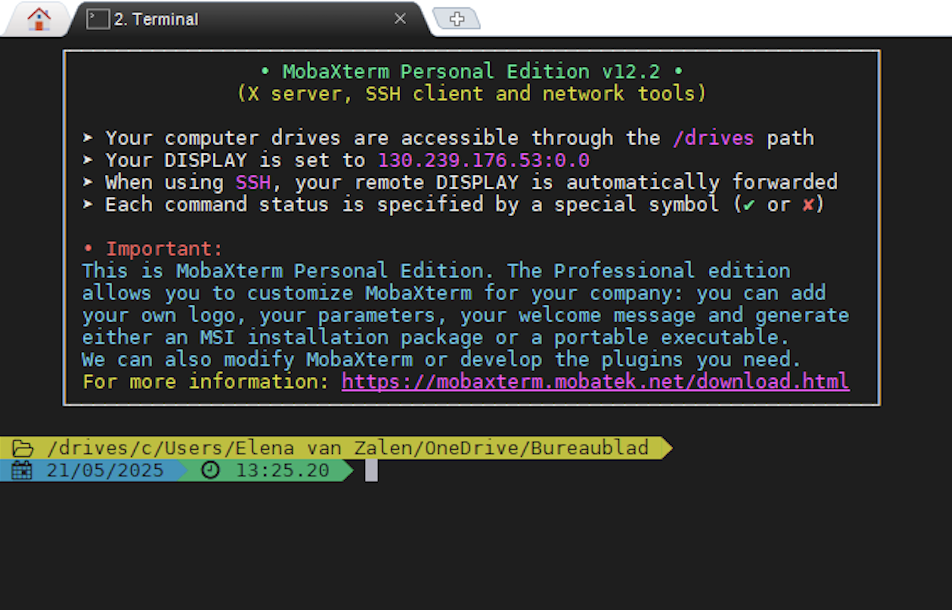 2. Terminal
• MobaXterm Personal Edition v12.2 •
(X server, SSH client and network tools)
➤ Your computer drives are accessible through the /drives path
➤ Your DISPLAY is set to 130.239.176.53:0.0
➤ When using SSH, your remote DISPLAY is automatically forwarded
➤ Each command status is specified by a special symbol (✔ or ✘)
• Important:
This is MobaXterm Personal Edition. The Professional edition
allows you to customize MobaXterm for your company: you can add
your own logo, your parameters, your welcome message and generate
either an MSI installation package or a portable executable.
We can also modify MobaXterm or develop the plugins you need.
For more information: https://mobaxterm.mobatek.net/download.html
/drives/c/Users/Elena van Zalen/OneDrive/Bureaublad
21/05/2025 13:25.20